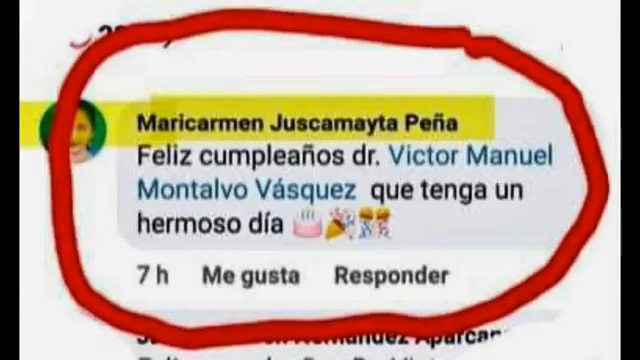 Maricarmen Juscamayta Peña
Feliz cumpleaños dr. Victor Manuel
Montalvo Vásquez que tenga un
hermoso día 🎂🎉👯
7 h Me gusta Responder